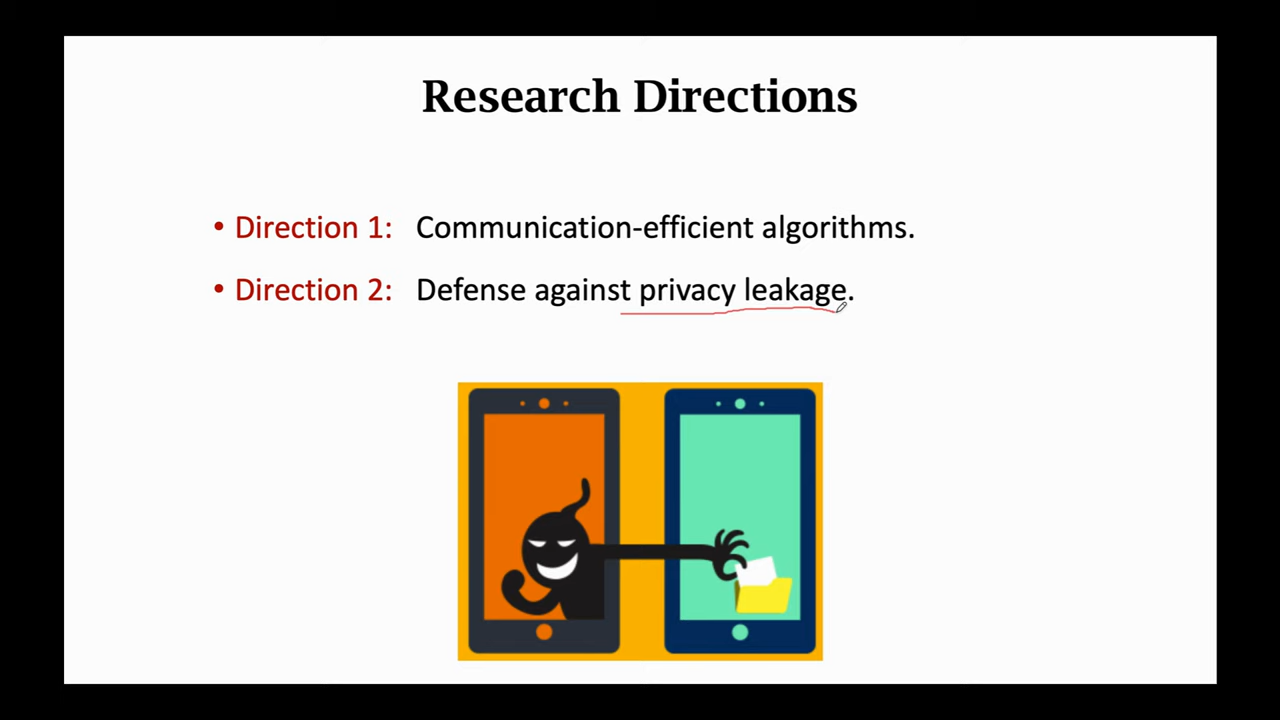 Research Directions
• Direction 1: Communication-efficient algorithms.
• Direction 2: Defense against privacy leakage.